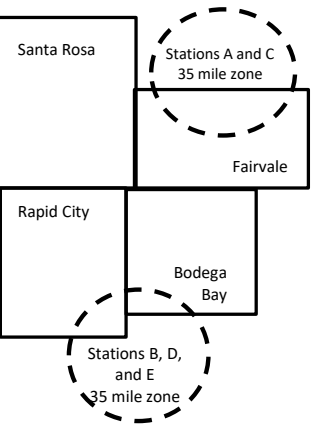 Santa Rosa
Stations A and C
35 mile zone
Fairvale
Rapid City
Bodega
Bay
Stations B, D,
and E
35 mile zone